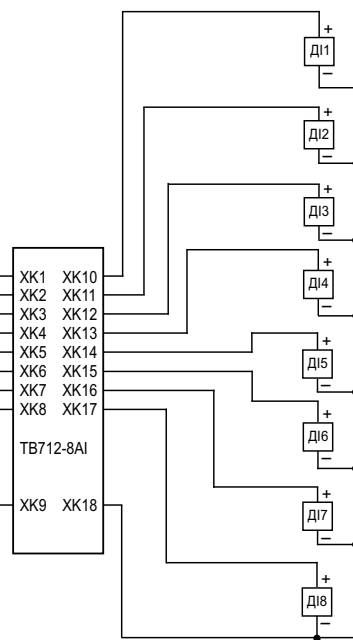 +
ДІ1
–
+
ДІ2
–
+
ДІ3
–
+
ДІ4
–
+
ДІ5
–
+
ДІ6
–
+
ДІ7
–
+
ДІ8
–
XK1 XK10
XK2 XK11
XK3 XK12
XK4 XK13
XK5 XK14
XK6 XK15
XK7 XK16
XK8 XK17
TB712-8AI
XK9 XK18